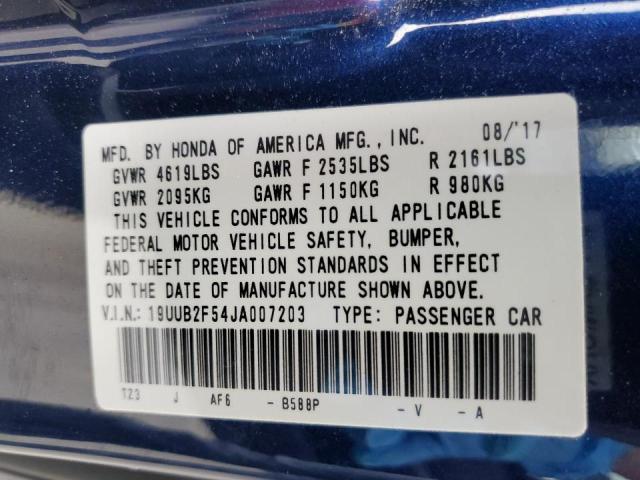 MFD. BY HONDA OF AMERICA MFG., INC. 08/'17
GVWR 4619LBS GAWR F 2535LBS R 2161LBS
GVWR 2095KG GAWR F 1150KG R 980KG
THIS VEHICLE CONFORMS TO ALL APPLICABLE
FEDERAL MOTOR VEHICLE SAFETY, BUMPER,
AND THEFT PREVENTION STANDARDS IN EFFECT
ON THE DATE OF MANUFACTURE SHOWN ABOVE.
V.I.N.: 19UUB2F54JA007203 TYPE: PASSENGER CAR
TZ3 J AF6 - B588P - V - A